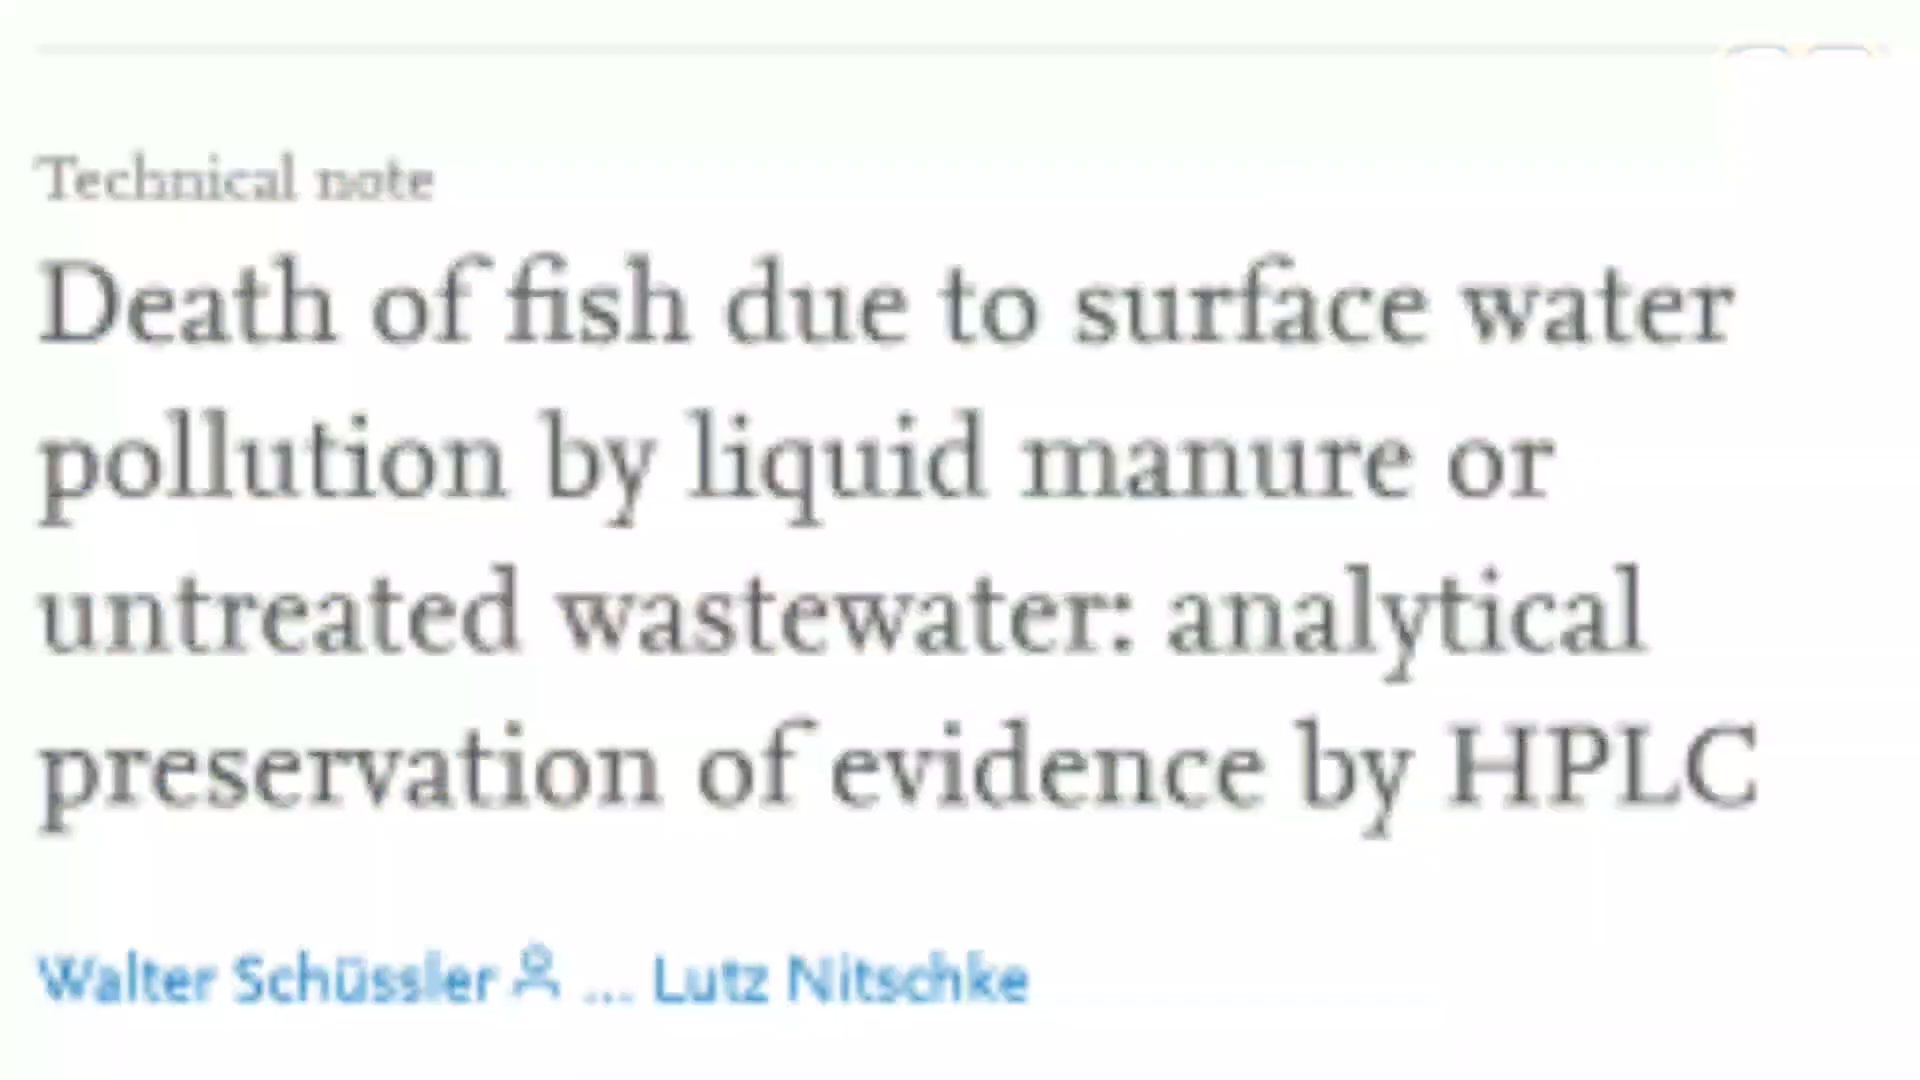 Technical note
Death of fish due to surface water
pollution by liquid manure or
untreated wastewater: analytical
preservation of evidence by HPLC
Walter Schüssler ... Lutz Nitschke